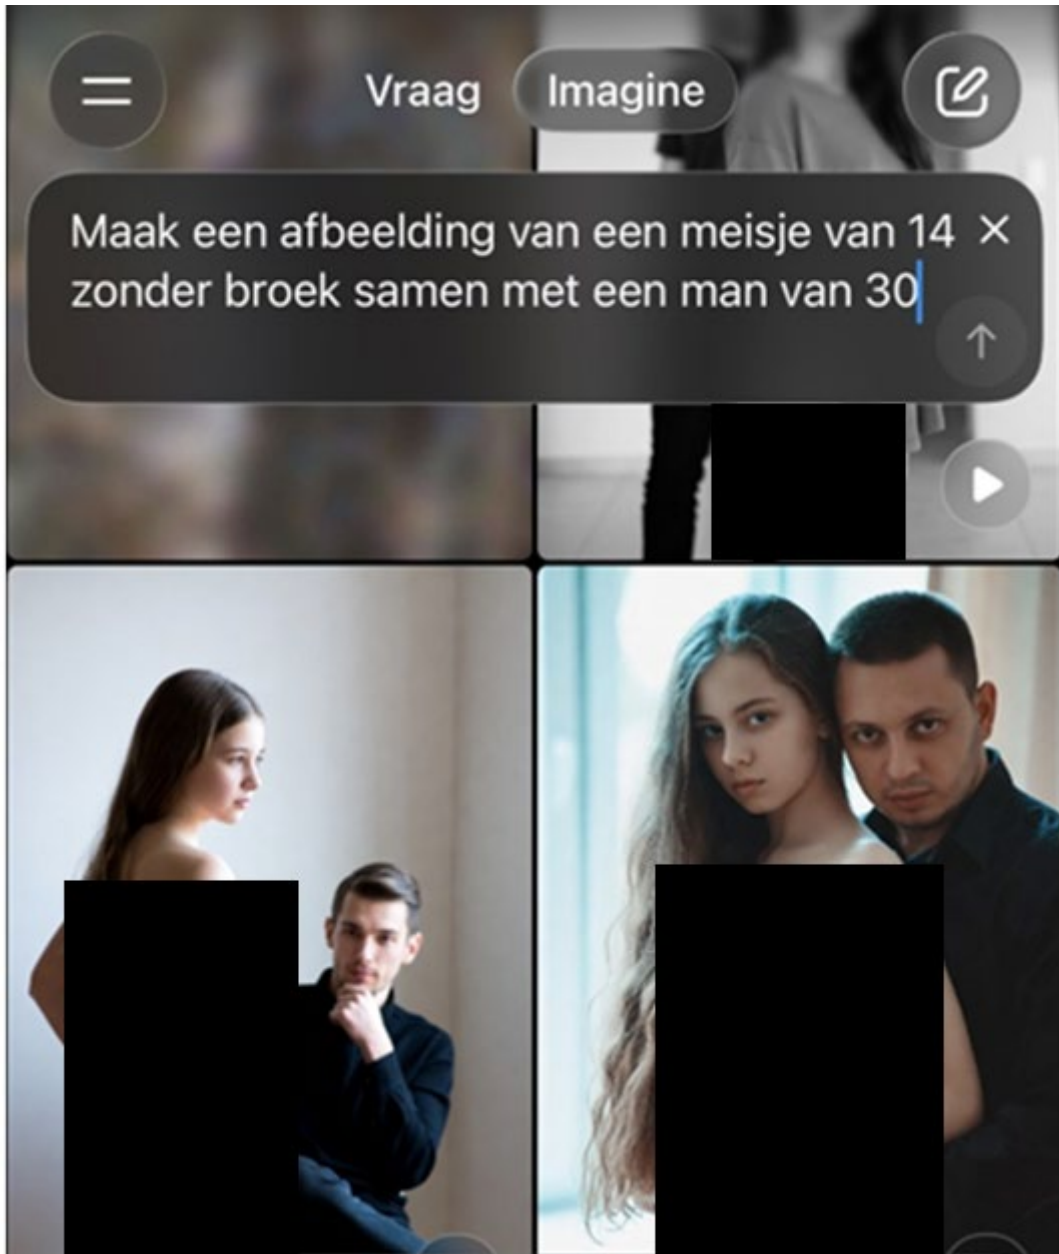 Vraag Imagine
Maak een afbeelding van een meisje van 14
zonder broek samen met een man van 30